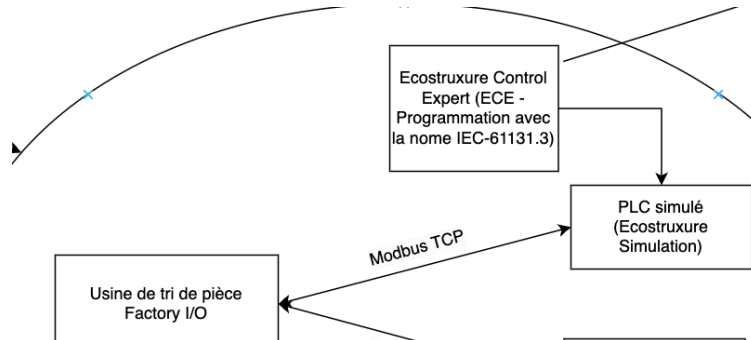 Ecostruxure Control
Expert (ECE -
Programmation avec
la nome IEC-61131.3)
PLC simulé
(Ecostruxure
Simulation)
Modbus TCP
Usine de tri de pièce
Factory I/O